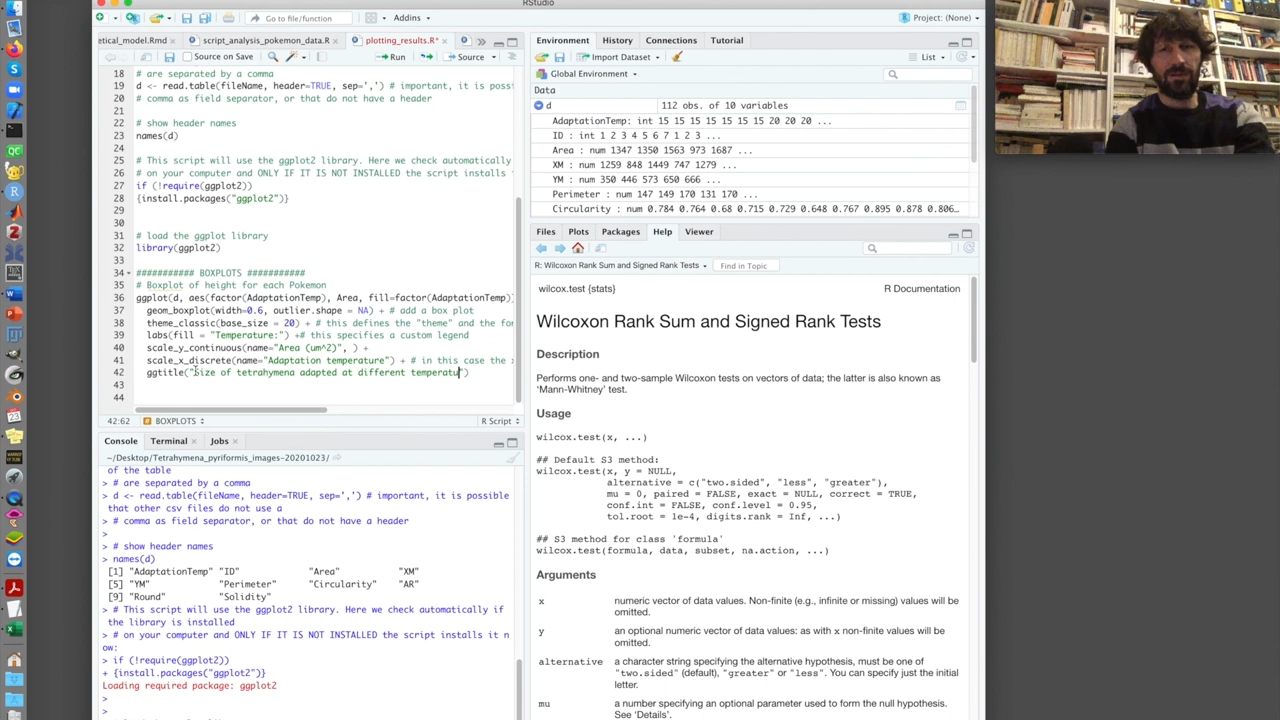 RStudio
Go to file/function
Addins
Project: (None)
etical_model.Rmd
script_analysis_pokemon_data.R
plotting_results.R*
Source on Save
Run
Source
18 # are separated by a comma
19 d <- read.table(fileName, header=TRUE, sep=',') # important, it is possi
20 # comma as field separator, or that do not have a header
21
22 # show header names
23 names(d)
24
25 # This script will use the ggplot2 library. Here we check automatically
26 # on your computer and ONLY IF IT IS NOT INSTALLED the script installs
27 if (!require(ggplot2))
28 {install.packages("ggplot2")}
29
30
31 # load the ggplot library
32 library(ggplot2)
33
34 ########### BOXPLOTS ###########
35 # Boxplot of height for each Pokemon
36 ggplot(d, aes(factor(AdaptationTemp), Area, fill=factor(AdaptationTemp))
37 geom_boxplot(width=0.6, outlier.shape = NA) + # add a box plot
38 theme_classic(base_size = 20) + # this defines the "theme" and the fon
39 labs(fill = "Temperature:") +# this specifies a custom legend
40 scale_y_continuous(name="Area (um^2)", ) +
41 scale_x_discrete(name="Adaptation temperature") + # in this case the
42 ggtitle("Size of tetrahymena adapted at different temperatu")
43
44
42:62
BOXPLOTS
R Script
Console
Terminal
Jobs
~/Desktop/Tetrahymena_pyriformis_images-20201023/
of the table
> # are separated by a comma
> d <- read.table(fileName, header=TRUE, sep=',') # important, it is possible
that other csv files do not use a
> # comma as field separator, or that do not have a header
>
> # show header names
> names(d)
[1] "AdaptationTemp" "ID" "Area" "XM"
[5] "YM" "Perimeter" "Circularity" "AR"
[9] "Round" "Solidity"
> # This script will use the ggplot2 library. Here we check automatically if
the library is installed
> # on your computer and ONLY IF IT IS NOT INSTALLED the script installs it n
ow:
> if (!require(ggplot2))
+ {install.packages("ggplot2")}
Loading required package: ggplot2
>
>
Environment
History
Connections
Tutorial
Import Dataset
List
Global Environment
Data
d 112 obs. of 10 variables
AdaptationTemp: int 15 15 15 15 15 15 15 20 20 20 ...
ID : int 1 2 3 4 5 6 7 1 2 3 ...
Area : num 1347 1350 1563 973 1687 ...
XM : num 1259 848 1449 747 1279 ...
YM : num 350 446 573 650 666 ...
Perimeter : num 147 149 170 131 170 ...
Circularity : num 0.784 0.764 0.68 0.715 0.729 0.648 0.767 0.895 0.878 0.806…
Files
Plots
Packages
Help
Viewer
R: Wilcoxon Rank Sum and Signed Rank Tests
Find in Topic
wilcox.test {stats}
R Documentation
Wilcoxon Rank Sum and Signed Rank Tests
Description
Performs one- and two-sample Wilcoxon tests on vectors of data; the latter is also known as
‘Mann-Whitney’ test.
Usage
wilcox.test(x, ...)
## Default S3 method:
wilcox.test(x, y = NULL,
alternative = c("two.sided", "less", "greater"),
mu = 0, paired = FALSE, exact = NULL, correct = TRUE,
conf.int = FALSE, conf.level = 0.95,
tol.root = 1e-4, digits.rank = Inf, ...)
## S3 method for class 'formula'
wilcox.test(formula, data, subset, na.action, ...)
Arguments
x numeric vector of data values. Non-finite (e.g., infinite or missing) values will be
omitted.
y an optional numeric vector of data values: as with x non-finite values will be
omitted.
alternative a character string specifying the alternative hypothesis, must be one of
"two.sided" (default), "greater" or "less". You can specify just the initial
letter.
mu a number specifying an optional parameter used to form the null hypothesis.
See ‘Details’.